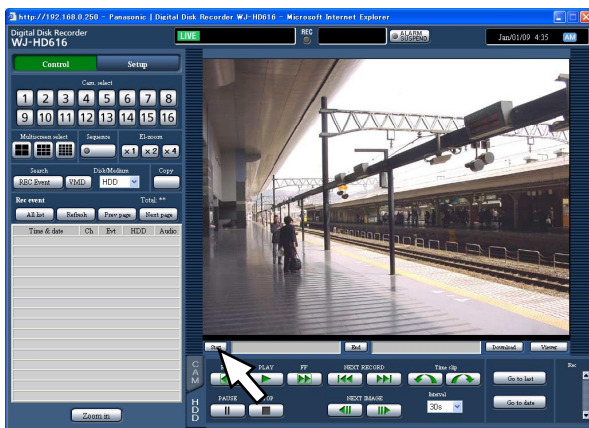 http://192.168.0.250 - Panasonic | Digital Disk Recorder WJ-HD616 - Microsoft Internet Explorer
Digital Disk Recorder
WJ-HD616
LIVE
REC
ALARM
SUSPEND
Jan/01/09 4:35 AM
Control Setup
Cam. select
1 2 3 4 5 6 7 8
9 10 11 12 13 14 15 16
Multiscreen select Sequence El-zoom
x1 x2 x4
Search Disk/Medium Copy
REC Event VMD HDD
Rec event Total: **
All list Refresh Prev page Next page
Time & date Ch Evt HDD Audio
Zoom in
Start End Download Viewer
CAM
HDD
PLAY FF NEXT RECORD Time slip
Go to last
Rec
PAUSE NEXT IMAGE Interval
30s
Go to date